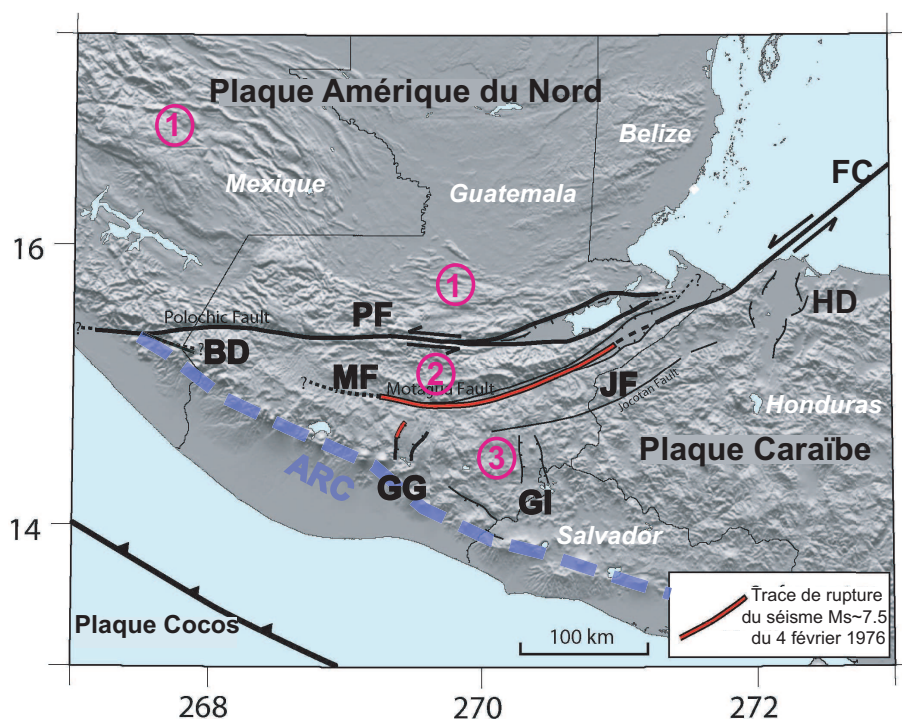 Plaque Amérique du Nord
1
Belize
FC
Mexique
Guatemala
16
1
HD
Polochic Fault
PF
?
?
BD
?
2
MF
?
Motagua Fault
JF
Jocotan Fault
Honduras
3
Plaque Caraïbe
ARC
GG
GI
14
Salvador
Trace de rupture
du séisme Ms~7.5
du 4 février 1976
Plaque Cocos
100 km
268
270
272